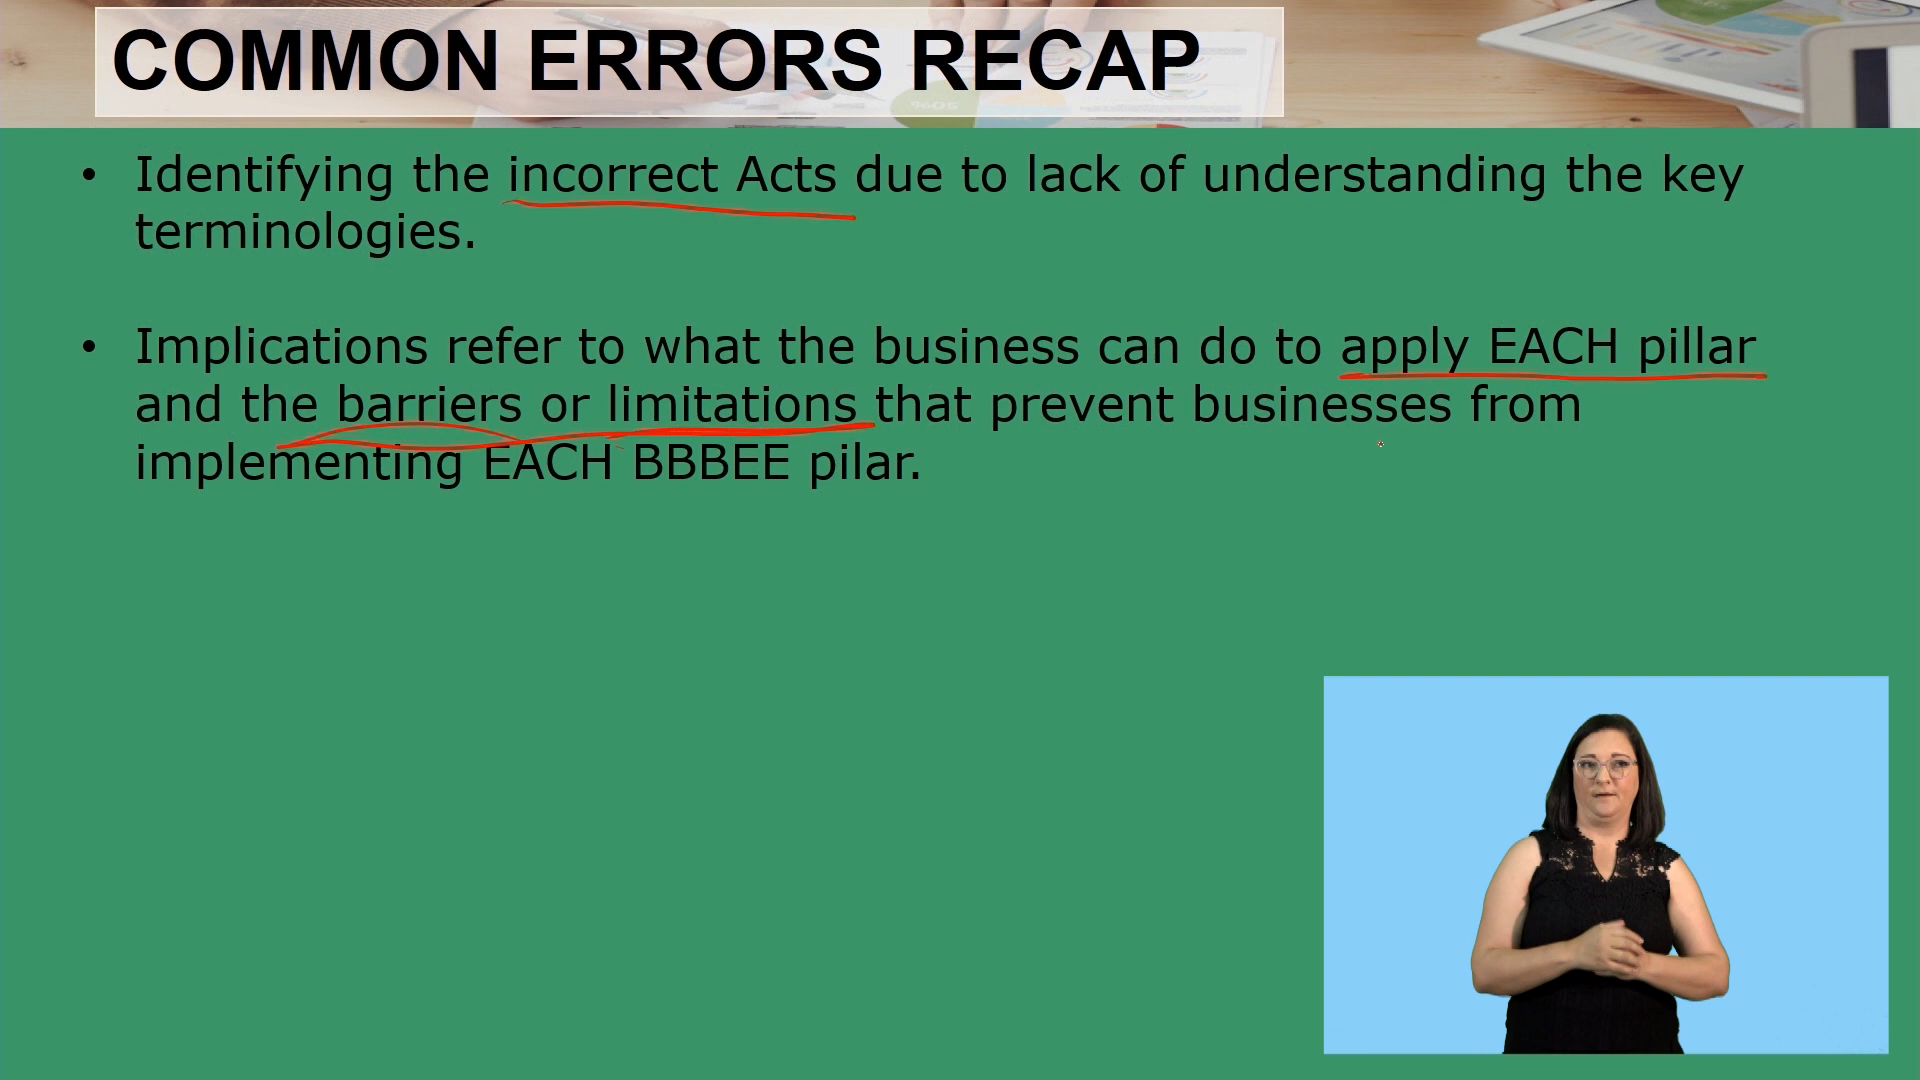 COMMON ERRORS RECAP
• Identifying the incorrect Acts due to lack of understanding the key
terminologies.
• Implications refer to what the business can do to apply EACH pillar
and the barriers or limitations that prevent businesses from
implementing EACH BBBEE pilar.